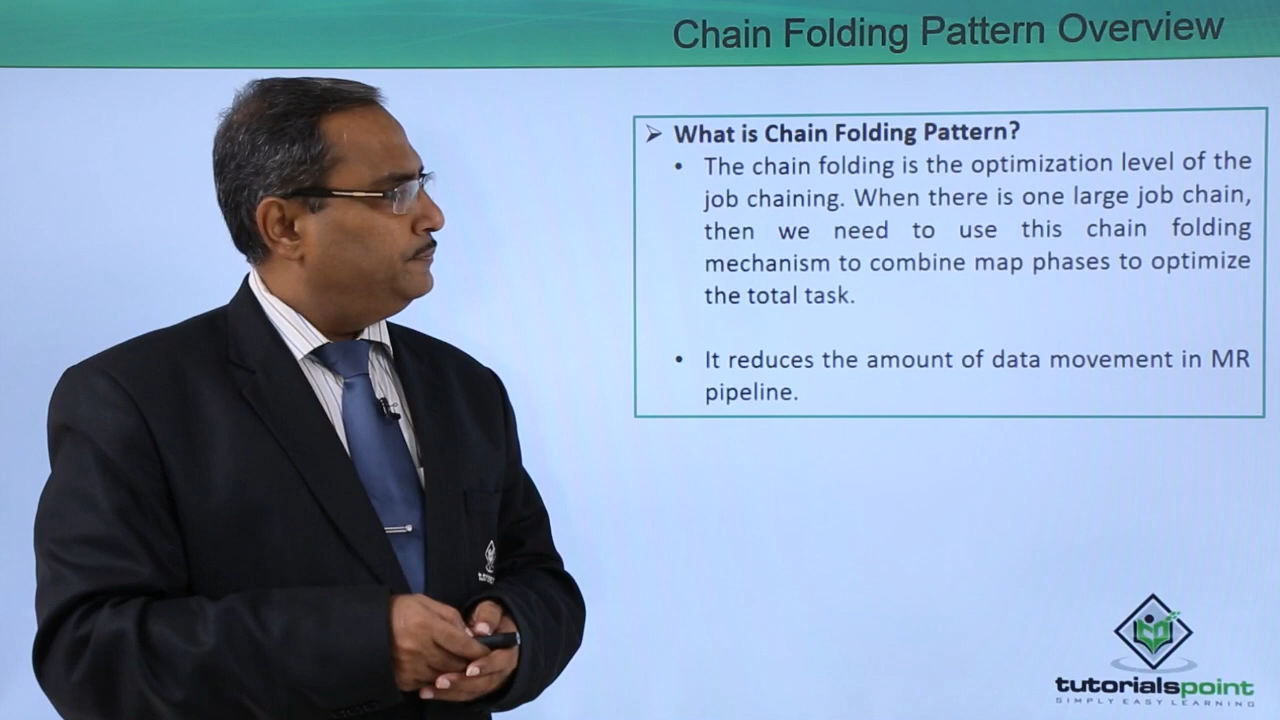 Chain Folding Pattern Overview
➢ What is Chain Folding Pattern?
• The chain folding is the optimization level of the
job chaining. When there is one large job chain,
then we need to use this chain folding
mechanism to combine map phases to optimize
the total task.
• It reduces the amount of data movement in MR
pipeline.
tutorialspoint
SIMPLY EASY LEARNING